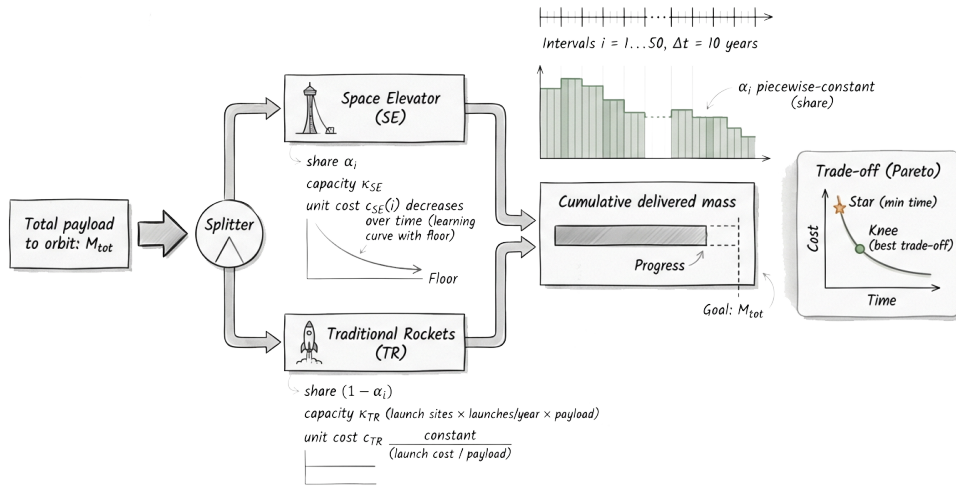 Intervals i = 1...50, Δt = 10 years
αᵢ piecewise-constant
(share)
Total payload
to orbit: Mtot
Splitter
Space Elevator
(SE)
share αᵢ
capacity κSE
unit cost cSE(i) decreases
over time (learning
curve with floor)
Floor
Traditional Rockets
(TR)
share (1 − αᵢ)
capacity κTR (launch sites × launches/year × payload)
unit cost cTR constant
(launch cost / payload)
Cumulative delivered mass
Progress
Goal: Mtot
Trade-off (Pareto)
Star (min time)
Knee
(best trade-off)
Cost
Time